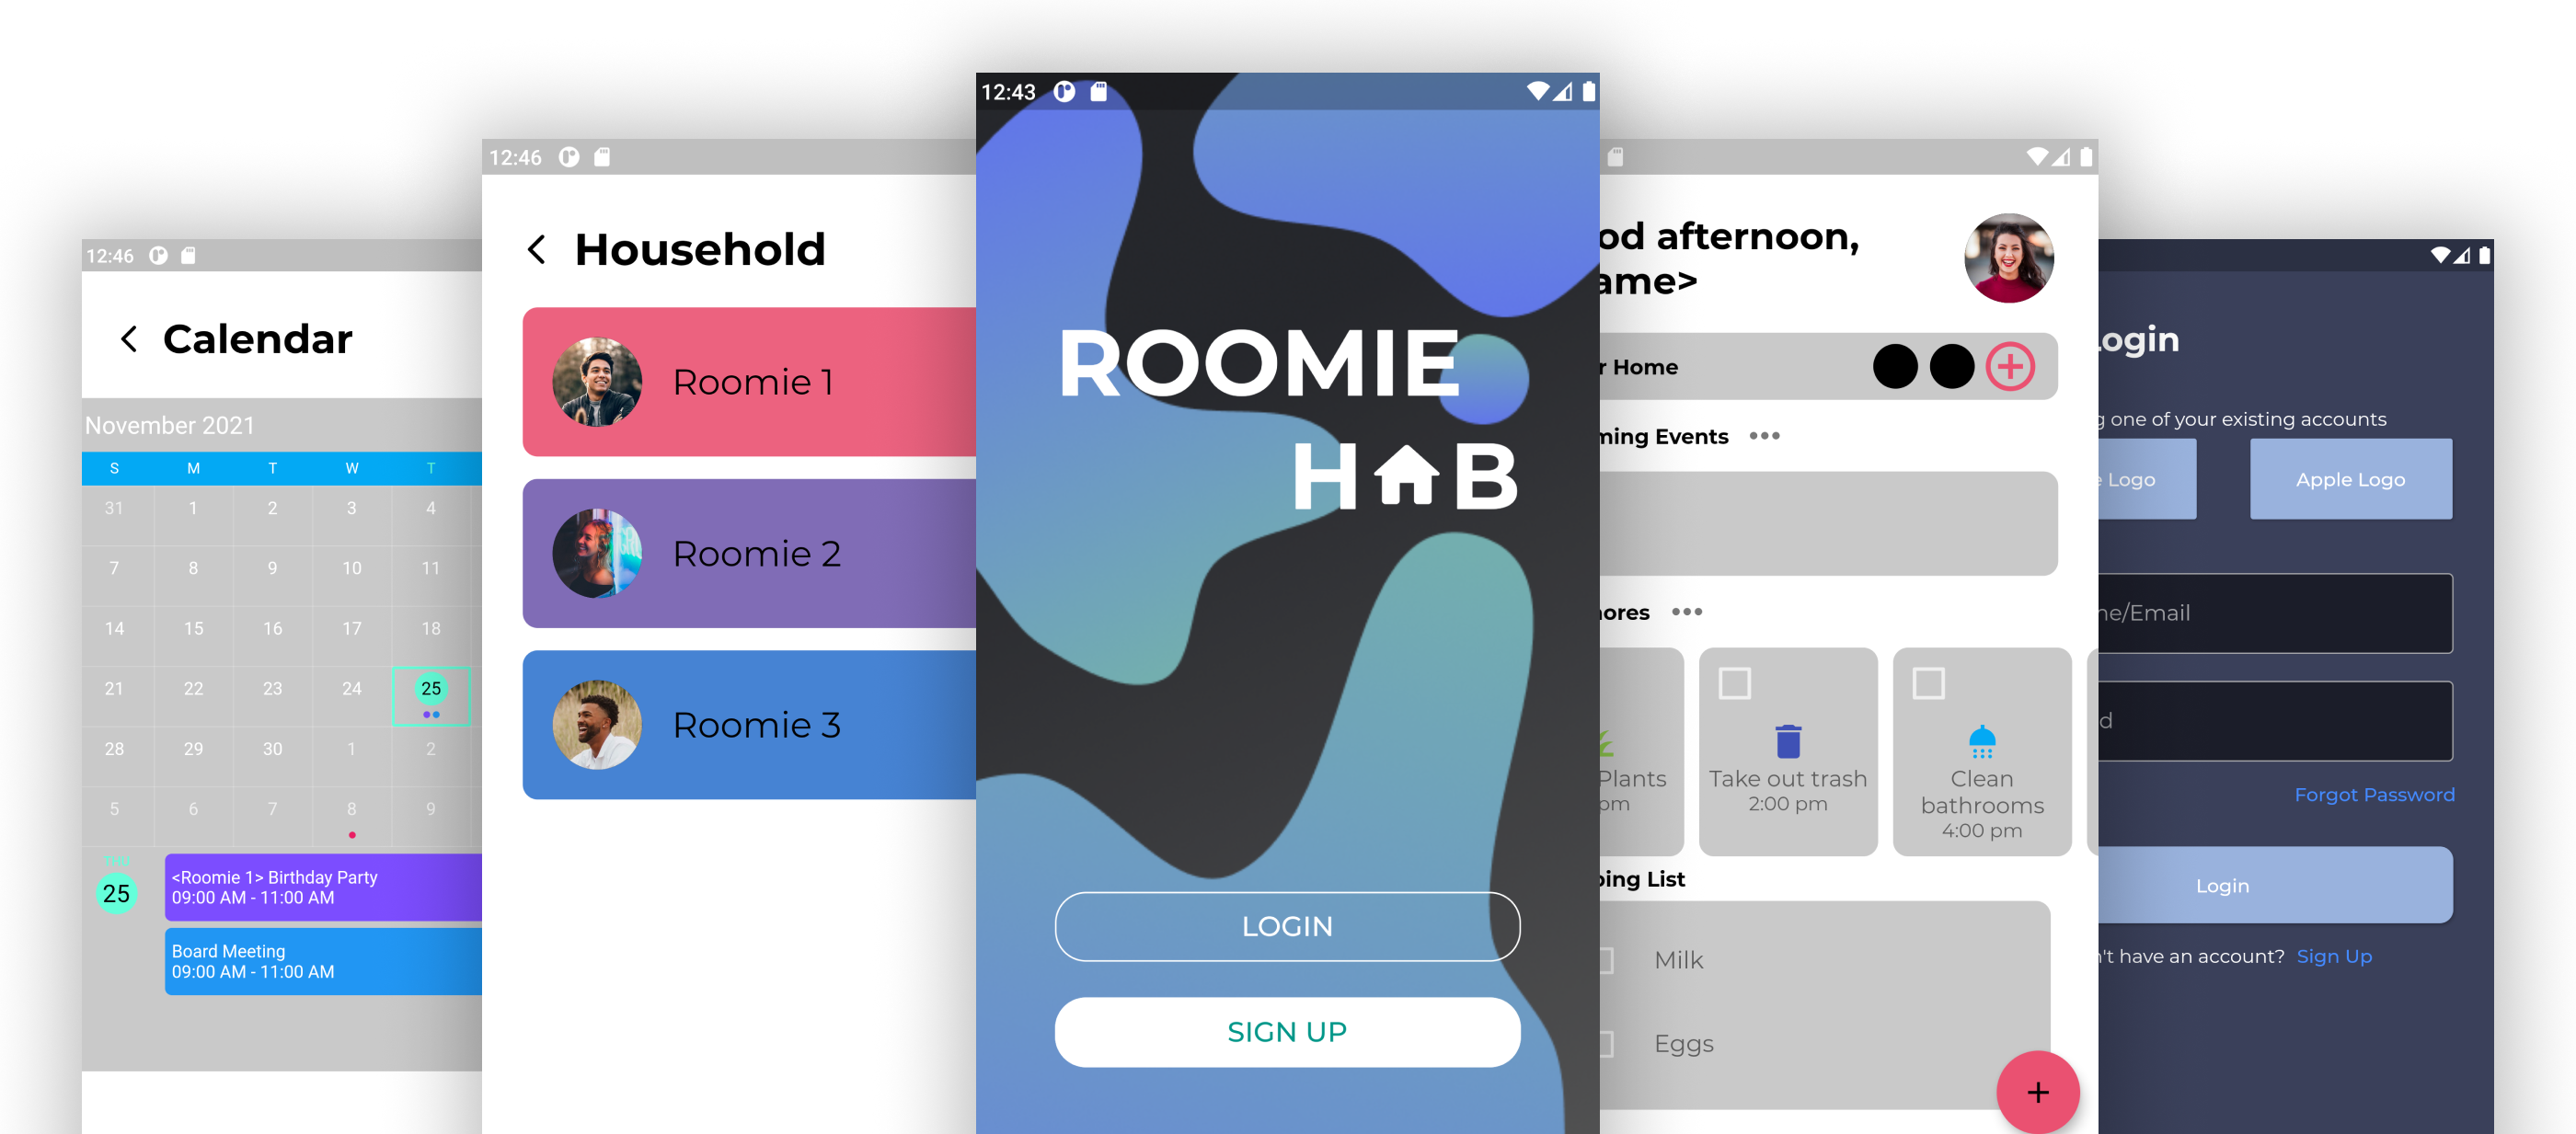 12:46
Calendar
November 2021
S M T W T
31 1 2 3 4
7 8 9 10 11
14 15 16 17 18
21 22 23 24 25
28 29 30 1 2
5 6 7 8 9
THU
25
<Roomie 1> Birthday Party
09:00 AM - 11:00 AM
Board Meeting
09:00 AM - 11:00 AM
12:46
Household
Roomie 1
Roomie 2
Roomie 3
12:43
ROOMIE
H B
LOGIN
SIGN UP
od afternoon,
ame>
r Home
ming Events
ores
Plants
pm
Take out trash
2:00 pm
Clean
bathrooms
4:00 pm
ping List
Milk
Eggs
+
ogin
g one of your existing accounts
e Logo
Apple Logo
ne/Email
d
Forgot Password
Login
n't have an account? Sign Up